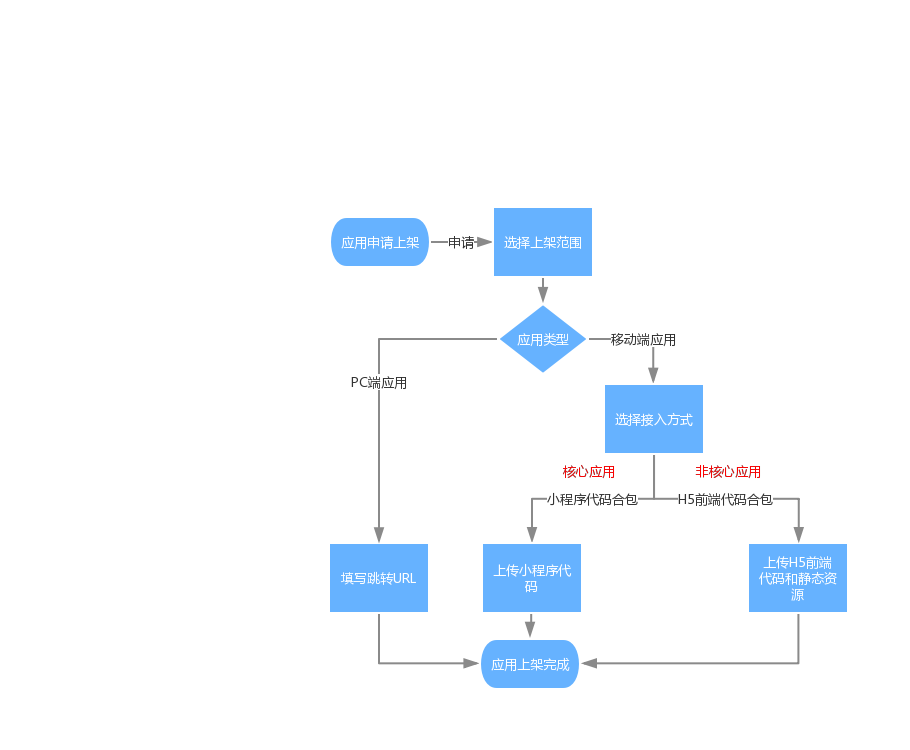 应用申请上架
申请
选择上架范围
应用类型
移动端应用
PC端应用
选择接入方式
核心应用
非核心应用
小程序代码合包
H5前端代码合包
填写跳转URL
上传小程序代
码
上传H5前端
代码和静态资
源
应用上架完成